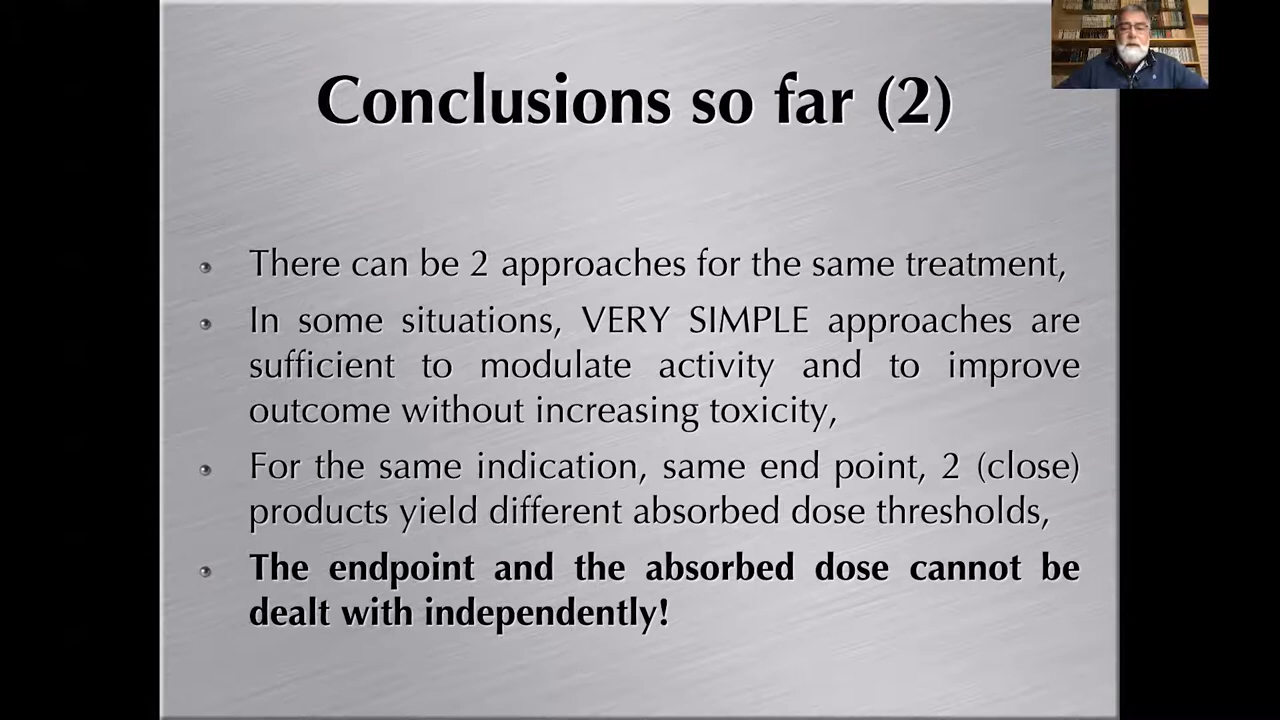 Conclusions so far (2)
There can be 2 approaches for the same treatment,
In some situations, VERY SIMPLE approaches are
sufficient to modulate activity and to improve
outcome without increasing toxicity,
For the same indication, same end point, 2 (close)
products yield different absorbed dose thresholds,
The endpoint and the absorbed dose cannot be
dealt with independently!